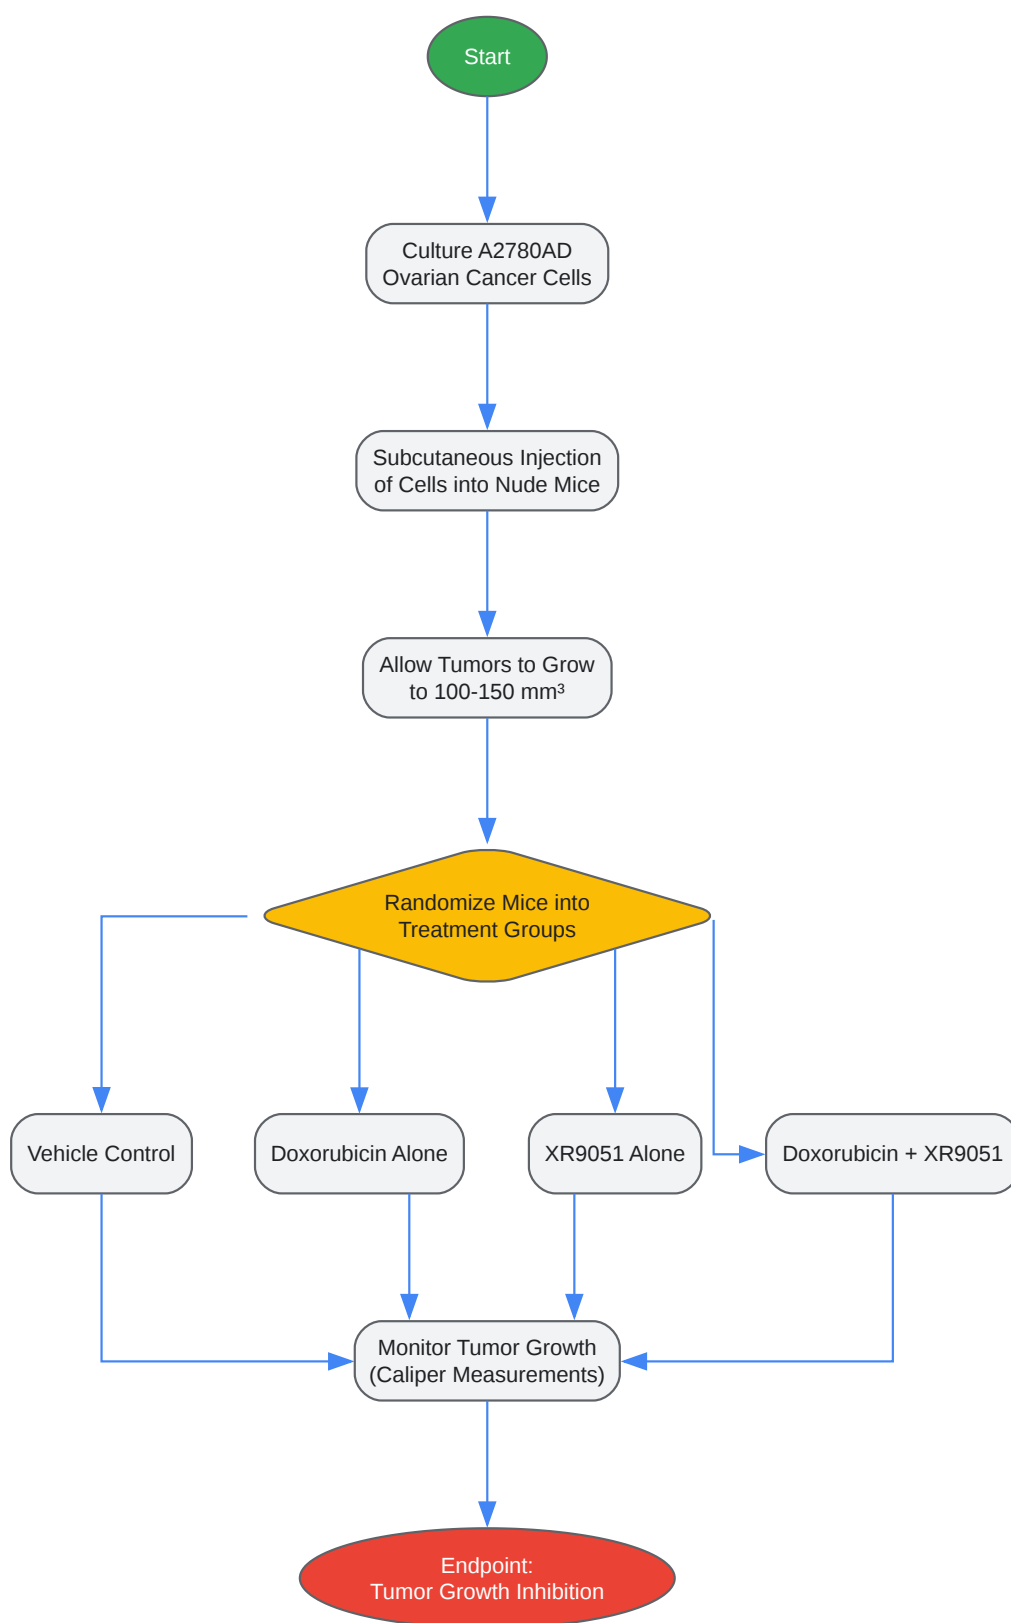 Start
Culture A2780AD
Ovarian Cancer Cells
Subcutaneous Injection
of Cells into Nude Mice
Allow Tumors to Grow
to 100-150 mm³
Randomize Mice into
Treatment Groups
Vehicle Control
Doxorubicin Alone
XR9051 Alone
Doxorubicin + XR9051
Monitor Tumor Growth
(Caliper Measurements)
Endpoint:
Tumor Growth Inhibition